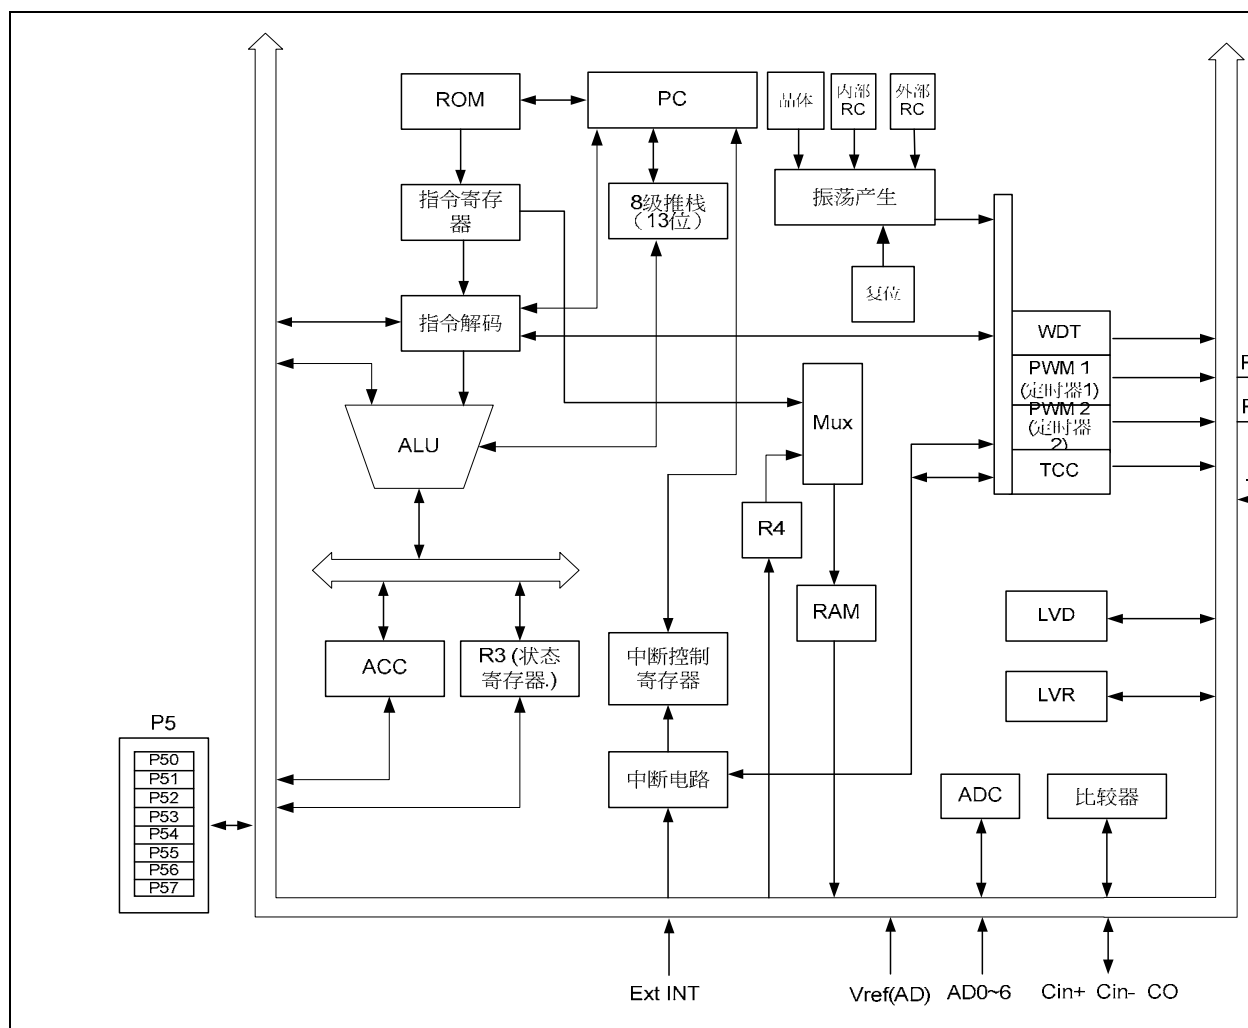 ROM
PC
晶体
内部
RC
外部
RC
指令寄存
器
8级推栈
（13位）
振荡产生
复位
指令解码
WDT
PWM 1
(定时器1)
PWM 2
(定时器
2)
TCC
Mux
ALU
R4
RAM
LVD
LVR
ACC
R3 (状态
寄存器.)
中断控制
寄存器
中断电路
ADC
比较器
P5
P50
P51
P52
P53
P54
P55
P56
P57
Ext INT
Vref(AD)
AD0~6
Cin+ Cin- CO